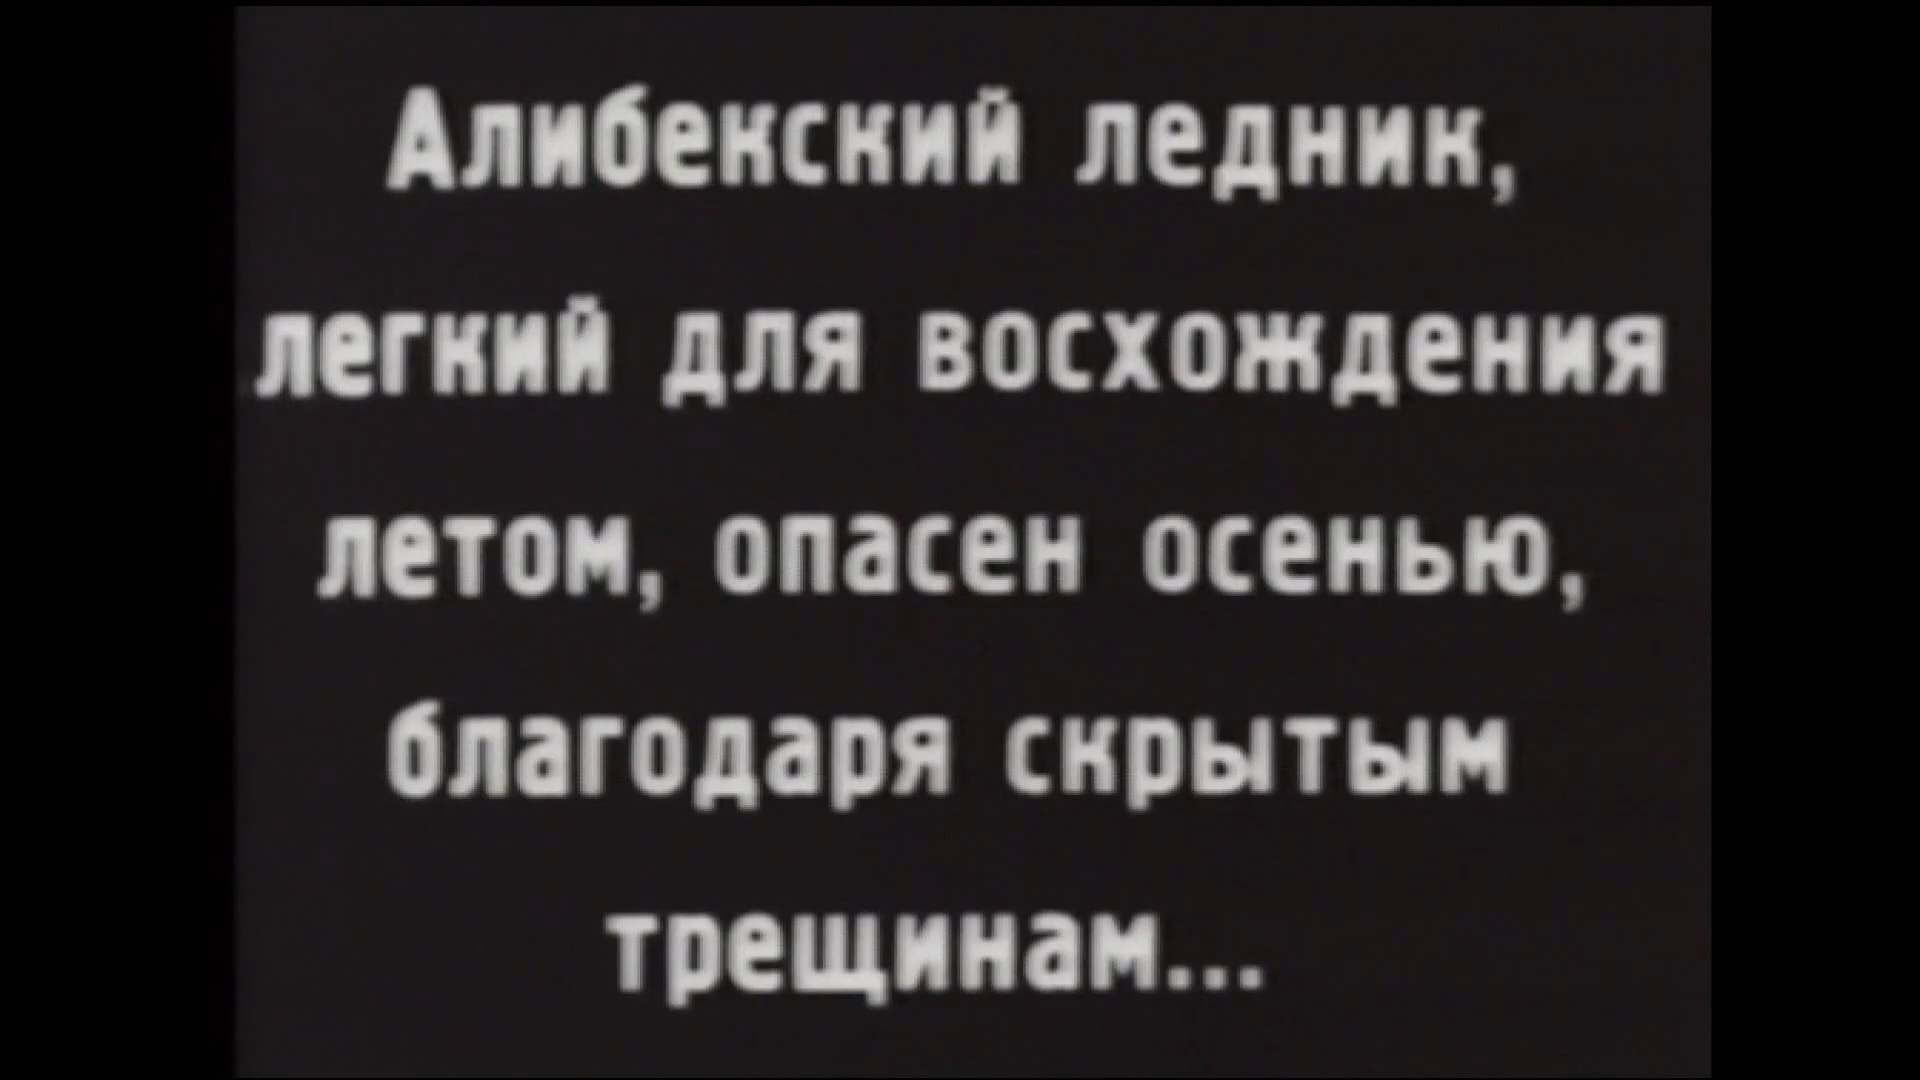 Алибекский ледник,
легкий для восхождения
летом, опасен осенью,
благодаря скрытым
трещинам...